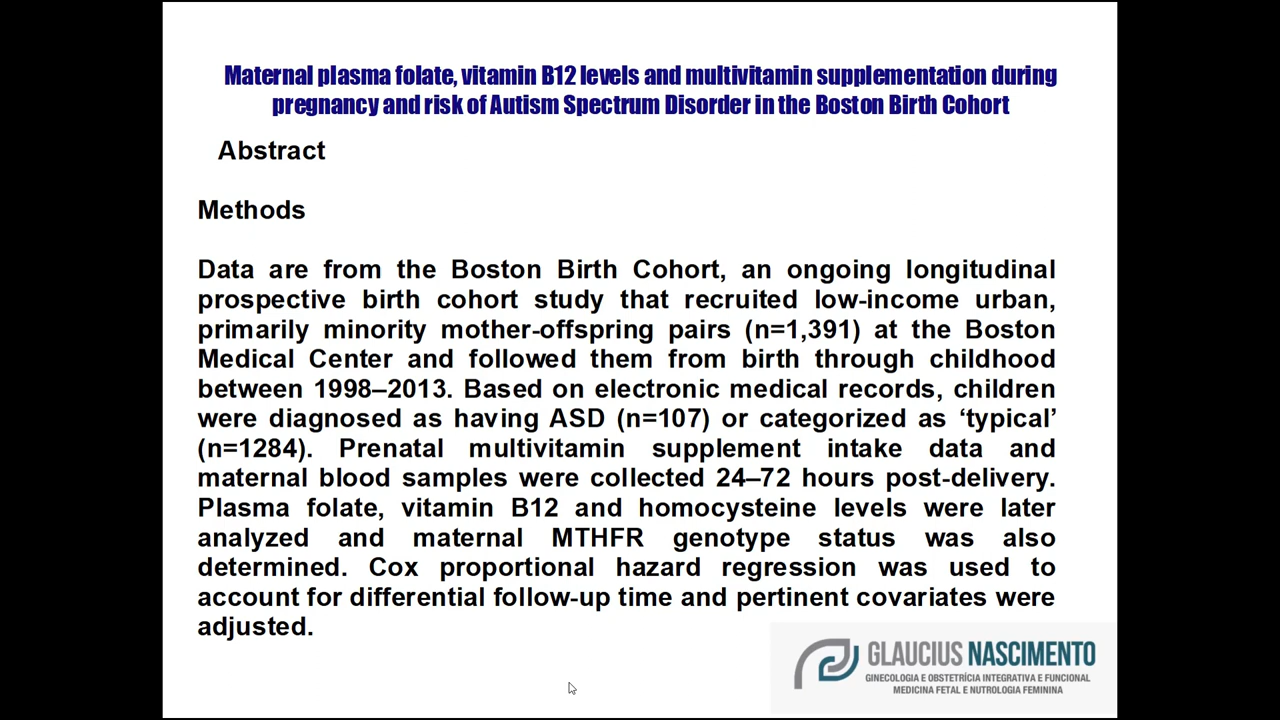 Maternal plasma folate, vitamin B12 levels and multivitamin supplementation during
pregnancy and risk of Autism Spectrum Disorder in the Boston Birth Cohort
Abstract
Methods
Data are from the Boston Birth Cohort, an ongoing longitudinal
prospective birth cohort study that recruited low-income urban,
primarily minority mother-offspring pairs (n=1,391) at the Boston
Medical Center and followed them from birth through childhood
between 1998–2013. Based on electronic medical records, children
were diagnosed as having ASD (n=107) or categorized as ‘typical’
(n=1284). Prenatal multivitamin supplement intake data and
maternal blood samples were collected 24–72 hours post-delivery.
Plasma folate, vitamin B12 and homocysteine levels were later
analyzed and maternal MTHFR genotype status was also
determined. Cox proportional hazard regression was used to
account for differential follow-up time and pertinent covariates were
adjusted.
GLAUCIUS NASCIMENTO
GINECOLOGIA E OBSTETRÍCIA INTEGRATIVA E FUNCIONAL
MEDICINA FETAL E NUTROLOGIA FEMININA